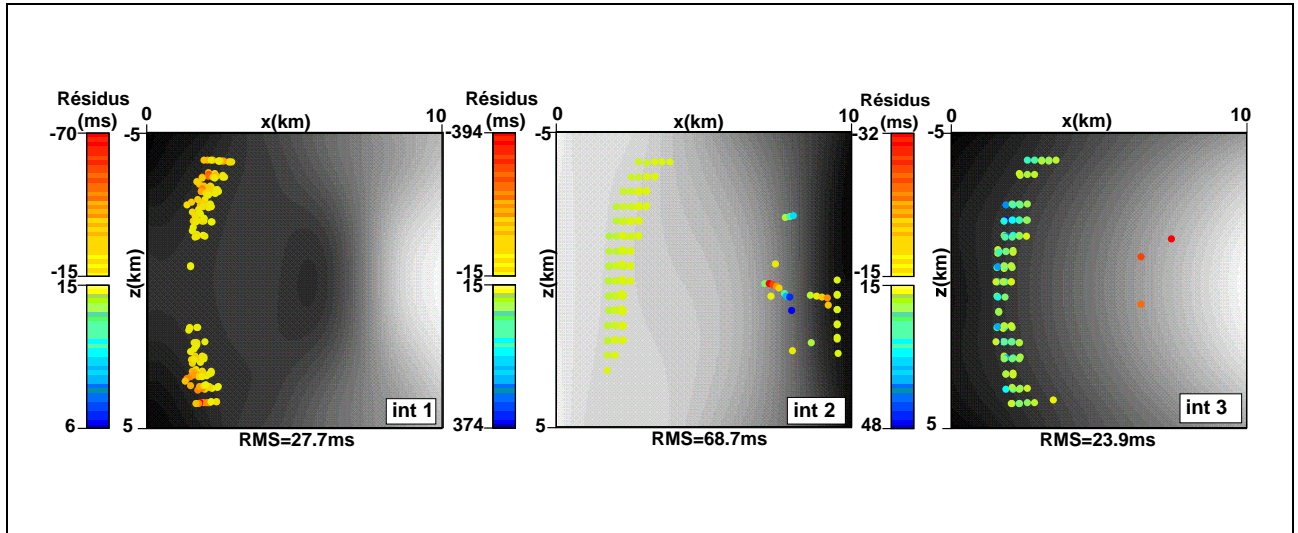 Résidus
(ms)
-70
-15
15
6
0
x(km)
10
-5
z(km)
5
int 1
RMS=27.7ms
Résidus
(ms)
-394
-15
15
374
0
x(km)
10
-5
z(km)
5
int 2
RMS=68.7ms
Résidus
(ms)
-32
-15
15
48
0
x(km)
10
-5
z(km)
5
int 3
RMS=23.9ms